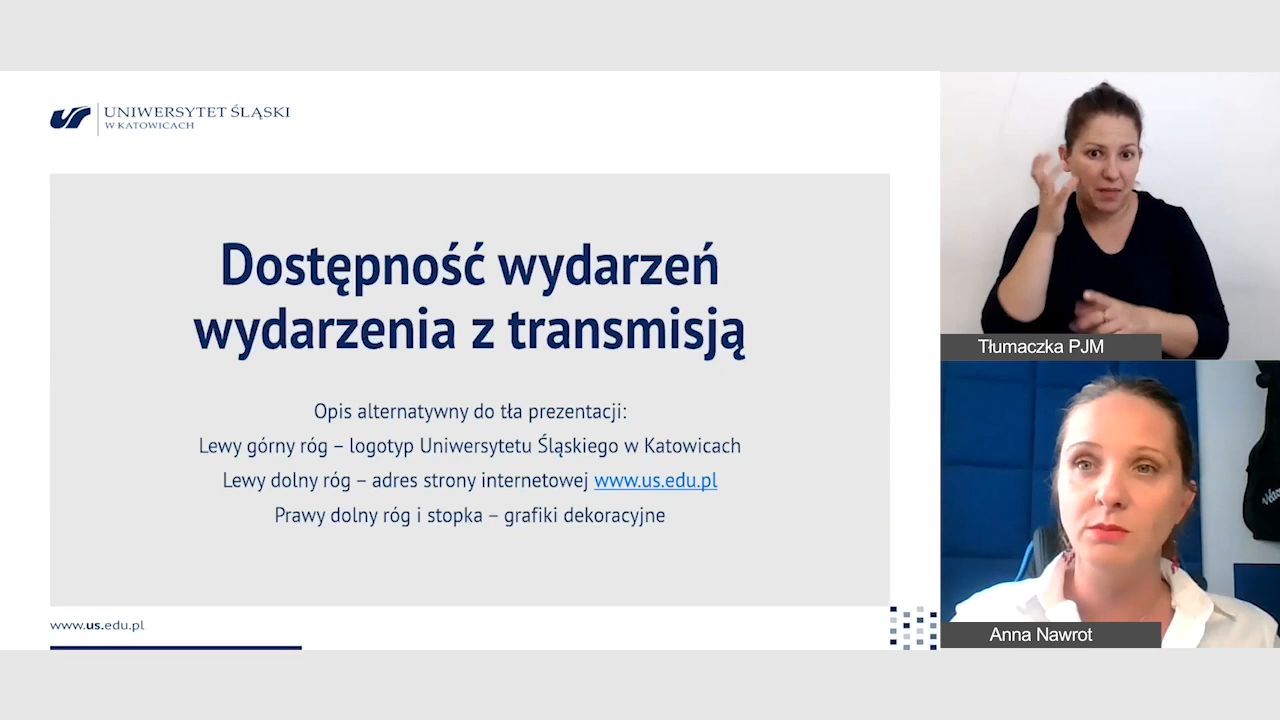 UNIWERSYTET ŚLĄSKI
W KATOWICACH
Dostępność wydarzeń
wydarzenia z transmisją
Opis alternatywny do tła prezentacji:
Lewy górny róg – logotyp Uniwersytetu Śląskiego w Katowicach
Lewy dolny róg – adres strony internetowej www.us.edu.pl
Prawy dolny róg i stopka – grafiki dekoracyjne
www.us.edu.pl
Tłumaczka PJM
Anna Nawrot